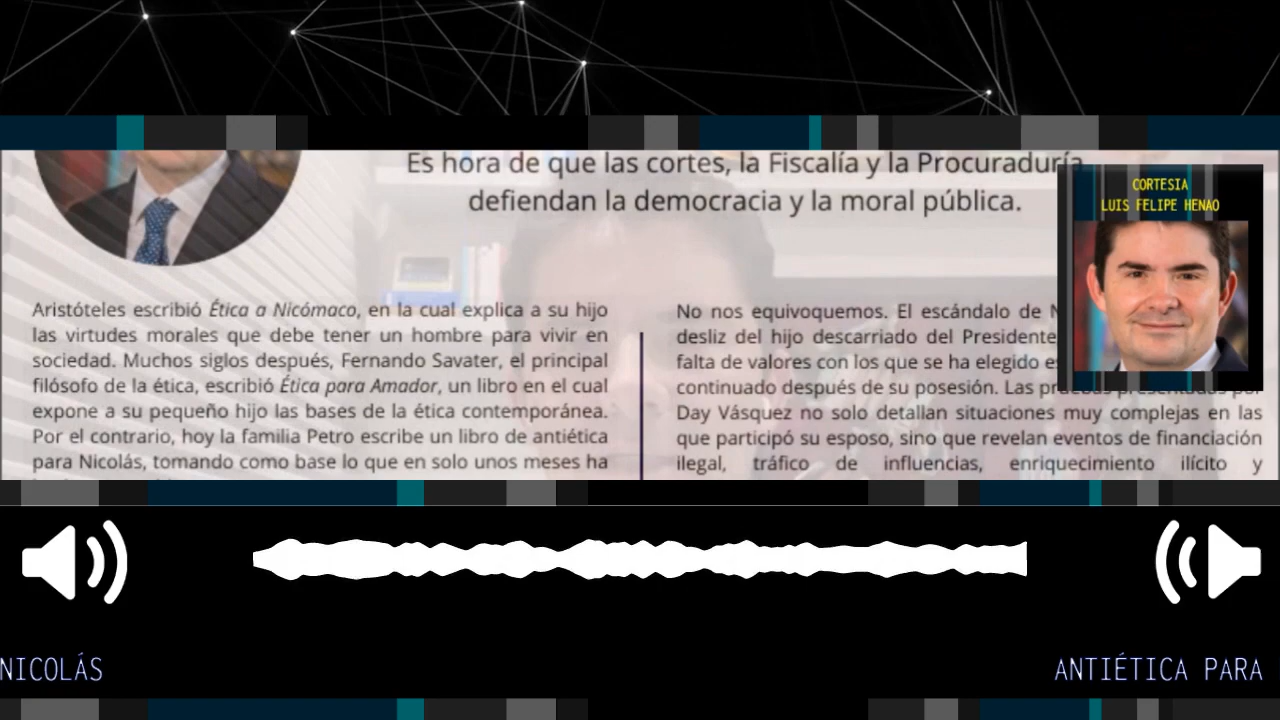 Es hora de que las cortes, la Fiscalía y la Procuraduría
defiendan la democracia y la moral pública.
CORTESIA
LUIS FELIPE HENAO
Aristóteles escribió Ética a Nicómaco, en la cual explica a su hijo
las virtudes morales que debe tener un hombre para vivir en
sociedad. Muchos siglos después, Fernando Savater, el principal
filósofo de la ética, escribió Ética para Amador, un libro en el cual
expone a su pequeño hijo las bases de la ética contemporánea.
Por el contrario, hoy la familia Petro escribe un libro de antiética
para Nicolás, tomando como base lo que en solo unos meses ha
No nos equivoquemos. El escándalo de N
desliz del hijo descarriado del Presidente
falta de valores con los que se ha elegido es
continuado después de su posesión. Las pruebas presentadas por
Day Vásquez no solo detallan situaciones muy complejas en las
que participó su esposo, sino que revelan eventos de financiación
ilegal, tráfico de influencias, enriquecimiento ilícito y
NICOLÁS
ANTIÉTICA PARA